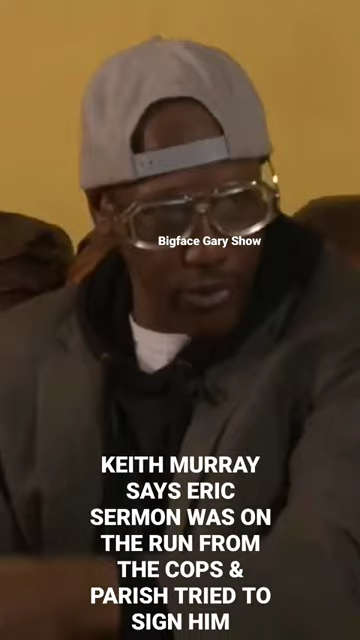 Bigface Gary Show
KEITH MURRAY
SAYS ERIC
SERMON WAS ON
THE RUN FROM
THE COPS &
PARISH TRIED TO
SIGN HIM